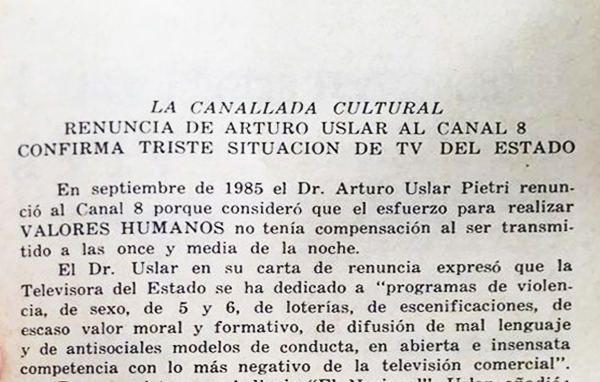 LA CANALLADA CULTURAL
RENUNCIA DE ARTURO USLAR AL CANAL 8
CONFIRMA TRISTE SITUACION DE TV DEL ESTADO
En septiembre de 1985 el Dr. Arturo Uslar Pietri renun-
ció al Canal 8 porque consideró que el esfuerzo para realizar
VALORES HUMANOS no tenía compensación al ser transmi-
tido a las once y media de la noche.
El Dr. Uslar en su carta de renuncia expresó que la
Televisora del Estado se ha dedicado a “programas de violen-
cia, de sexo, de 5 y 6, de loterías, de escenificaciones, de
escaso valor moral y formativo, de difusión de mal lenguaje
y de antisociales modelos de conducta, en abierta e insensata
competencia con lo más negativo de la televisión comercial”.
"El Nacional" Uslar añadió